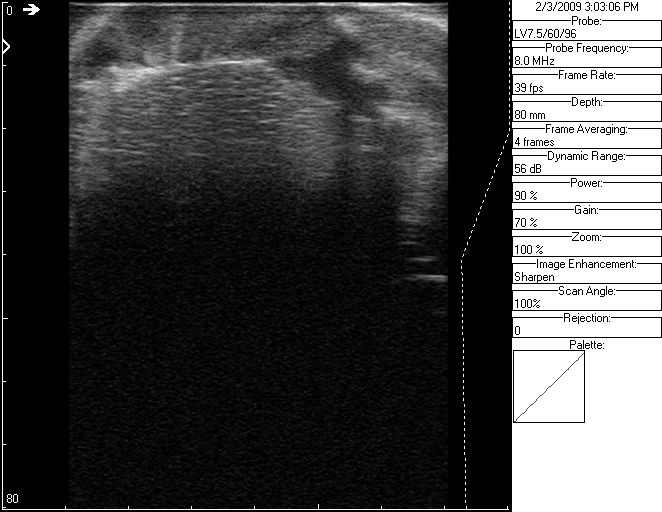 0
80
2/3/2009 3:03:06 PM
Probe:
LV7.5/60/96
Probe Frequency:
8.0 MHz
Frame Rate:
39 fps
Depth:
80 mm
Frame Averaging:
4 frames
Dynamic Range:
56 dB
Power:
90 %
Gain:
70 %
Zoom:
100 %
Image Enhancement:
Sharpen
Scan Angle:
100%
Rejection:
0
Palette: